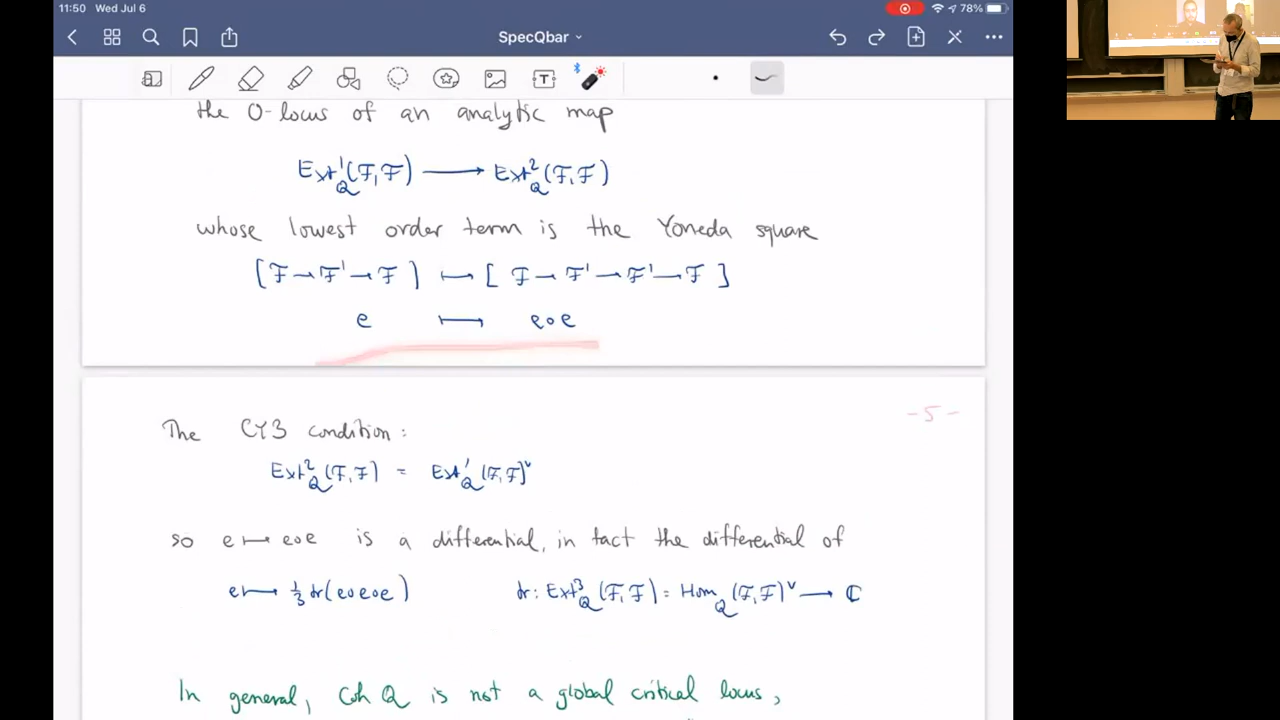 11:50 Wed Jul 6
78%
SpecQbar
the 0-locus of an analytic map
Ext¹_Q(F,F) ⟶ Ext²_Q(F,F)
whose lowest order term is the Yoneda square
[F → F' → F] ⟼ [F → F' → F' → F]
e ⟼ e∘e
-5-
The CY3 condition:
Ext²_Q(F,F) = Ext¹_Q(F,F)^∨
so e ⟼ e∘e is a differential, in fact the differential of
e ⟼ 1/3 tr(e∘e∘e) tr: Ext³_Q(F,F) = Hom_Q(F,F)^∨ ⟶ ℂ
In general, Coh Q is not a global critical locus,